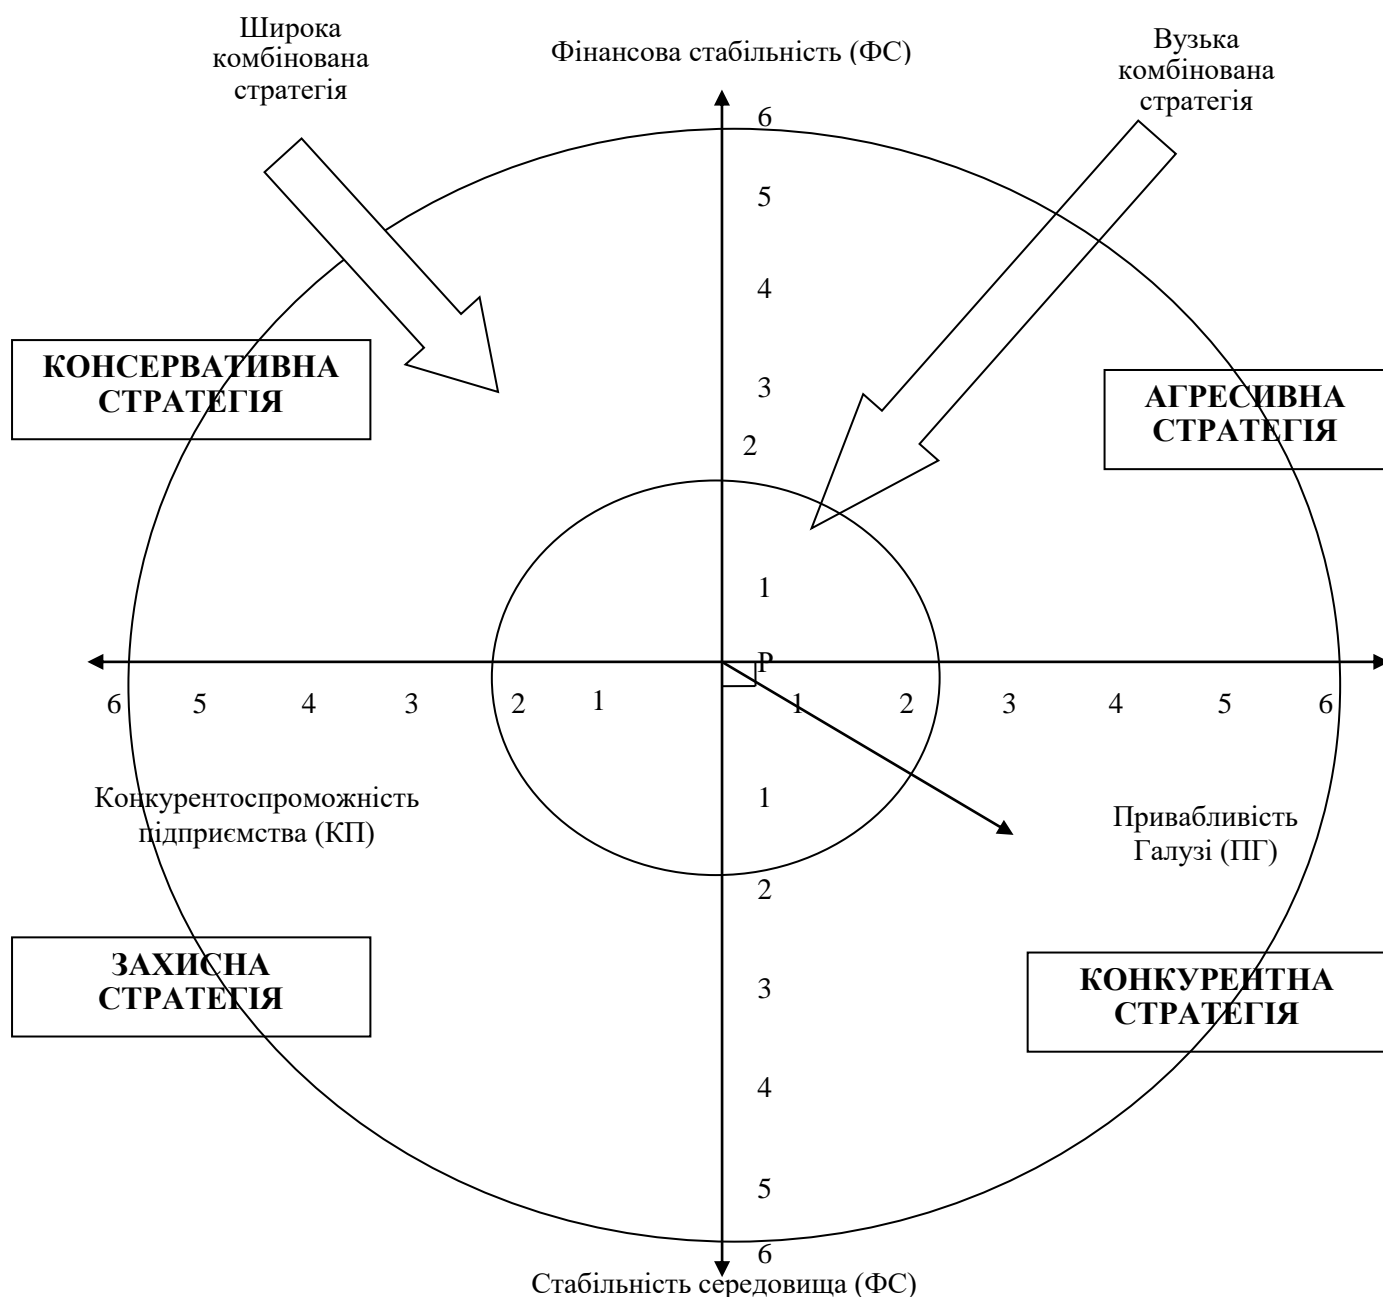 Широка
комбінована
стратегія
Фінансова стабільність (ФС)
Вузька
комбінована
стратегія
6
5
4
3
2
1
КОНСЕРВАТИВНА
СТРАТЕГІЯ
АГРЕСИВНА
СТРАТЕГІЯ
Р
6 5 4 3 2 1 1 2 3 4 5 6
Конкурентоспроможність
підприємства (КП)
Привабливість
Галузі (ПГ)
1
2
3
4
5
6
ЗАХИСНА
СТРАТЕГІЯ
КОНКУРЕНТНА
СТРАТЕГІЯ
Стабільність середовища (ФС)